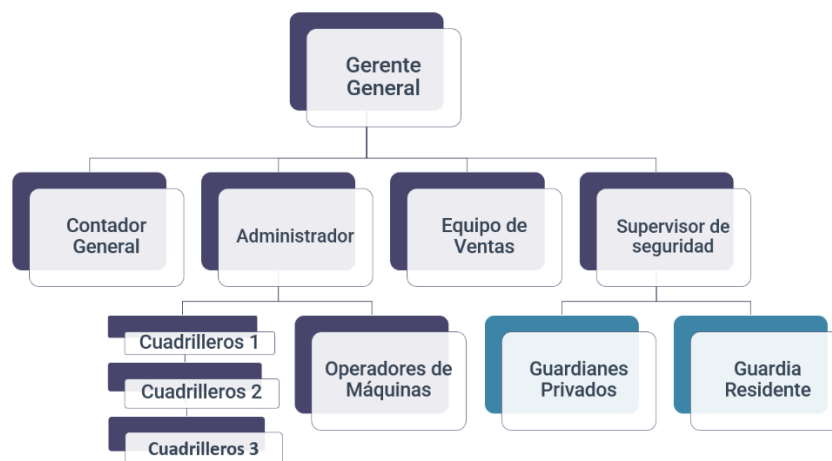 Gerente
General
Contador
General
Administrador
Equipo de
Ventas
Supervisor de
seguridad
Cuadrilleros 1
Cuadrilleros 2
Cuadrilleros 3
Operadores de
Máquinas
Guardianes
Privados
Guardia
Residente